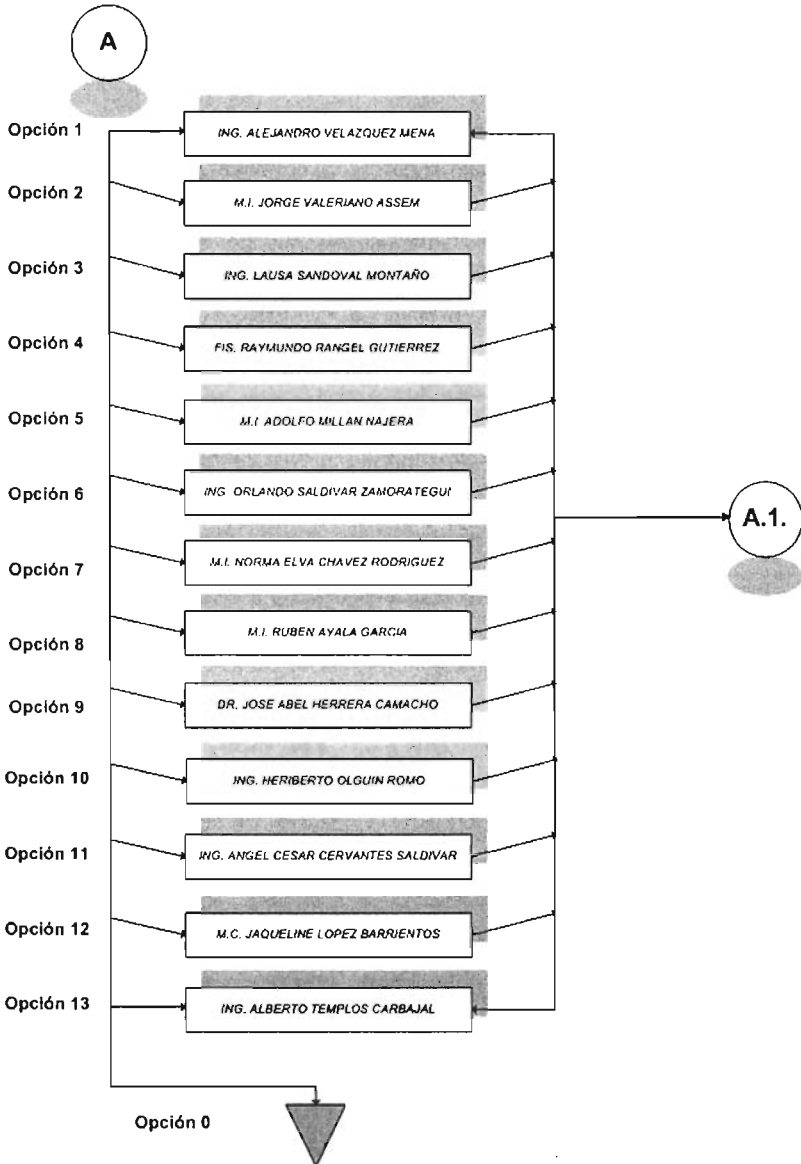 A
Opción 1
ING. ALEJANDRO VELAZQUEZ MENA
Opción 2
M.I. JORGE VALERIANO ASSEM
Opción 3
ING. LAUSA SANDOVAL MONTAÑO
Opción 4
FIS. RAYMUNDO RANGEL GUTIERREZ
Opción 5
M.I. ADOLFO MILLAN NAJERA
Opción 6
ING. ORLANDO SALDIVAR ZAMORATEGUI
A.1.
Opción 7
M.I. NORMA ELVA CHAVEZ RODRIGUEZ
Opción 8
M.I. RUBEN AYALA GARCIA
Opción 9
DR. JOSE ABEL HERRERA CAMACHO
Opción 10
ING. HERIBERTO OLGUIN ROMO
Opción 11
ING. ANGEL CESAR CERVANTES SALDIVAR
Opción 12
M.C. JAQUELINE LOPEZ BARRIENTOS
Opción 13
ING. ALBERTO TEMPLOS CARBAJAL
Opción 0